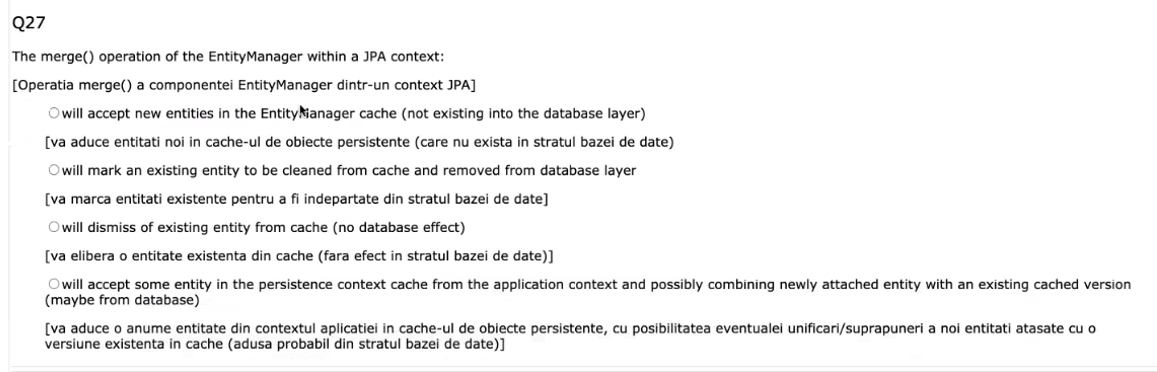 Q27
The merge() operation of the EntityManager within a JPA context:
[Operatia merge() a componentei EntityManager dintr-un context JPA]
will accept new entities in the EntityManager cache (not existing into the database layer)
[va aduce entitati noi in cache-ul de obiecte persistente (care nu exista in stratul bazei de date)
will mark an existing entity to be cleaned from cache and removed from database layer
[va marca entitati existente pentru a fi indepartate din stratul bazei de date]
will dismiss of existing entity from cache (no database effect)
[va elibera o entitate existenta din cache (fara efect in stratul bazei de date)]
will accept some entity in the persistence context cache from the application context and possibly combining newly attached entity with an existing cached version
(maybe from database)
[va aduce o anume entitate din contextul aplicatiei in cache-ul de obiecte persistente, cu posibilitatea eventualei unificari/suprapuneri a noi entitati atasate cu o
versiune existenta in cache (adusa probabil din stratul bazei de date)]